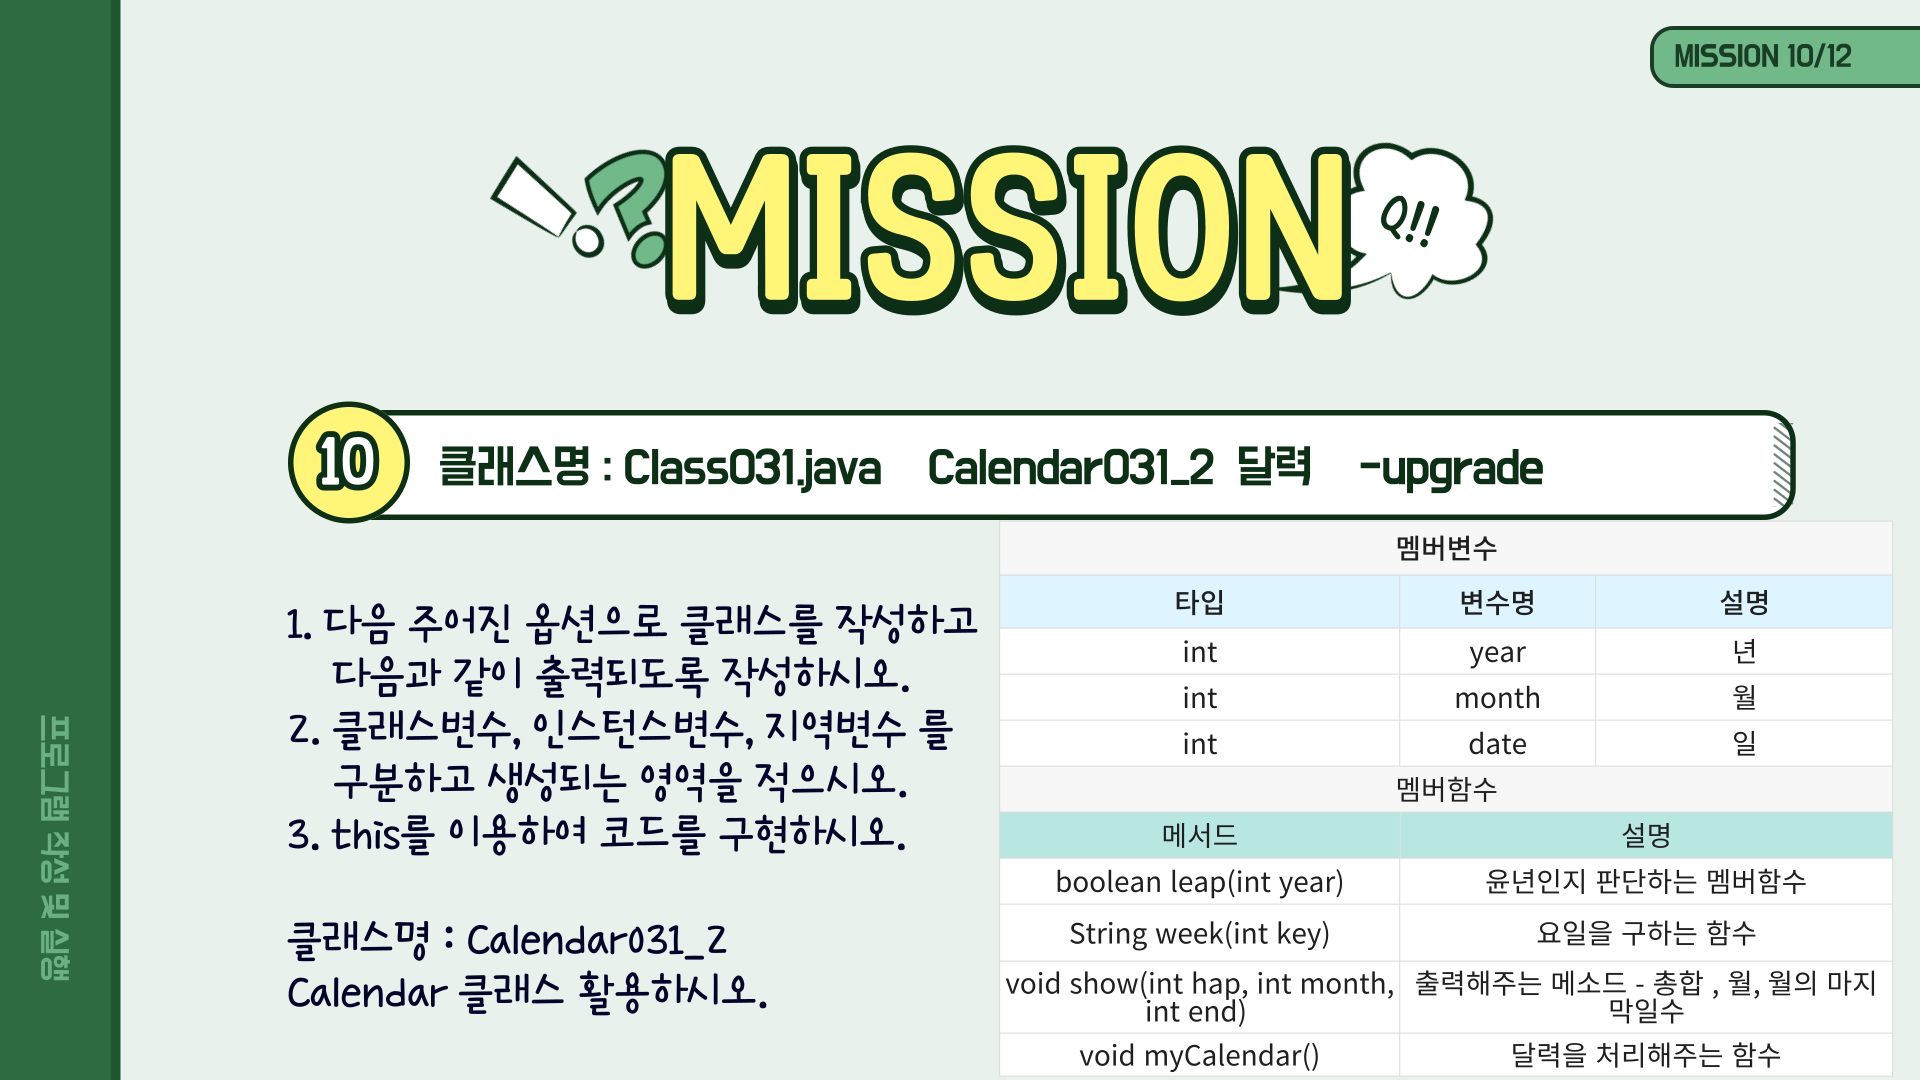 MISSION 10/12
MISSION
Q!!
10
클래스명 : Class031.java Calendar031_2 달력 -upgrade
1. 다음 주어진 옵션으로 클래스를 작성하고
다음과 같이 출력되도록 작성하시오.
2. 클래스변수, 인스턴스변수, 지역변수 를
구분하고 생성되는 영역을 적으시오.
3. this를 이용하여 코드를 구현하시오.
클래스명 : Calendar031_2
Calendar 클래스 활용하시오.
멤버변수
타입 변수명 설명
int year 년
int month 월
int date 일
멤버함수
메서드 설명
boolean leap(int year) 윤년인지 판단하는 멤버함수
String week(int key) 요일을 구하는 함수
void show(int hap, int month, 출력해주는 메소드 - 총합 , 월, 월의 마지
int end) 막일수
void myCalendar() 달력을 처리해주는 함수
프로그램 작성 및 실행